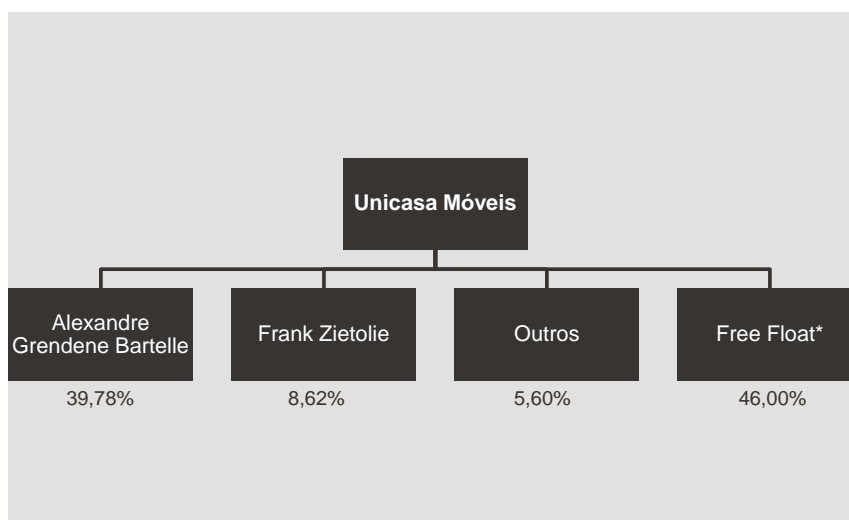 Unicasa Móveis
Alexandre
Grendene Bartelle
Frank Zietolie
Outros
Free Float*
39,78%
8,62%
5,60%
46,00%